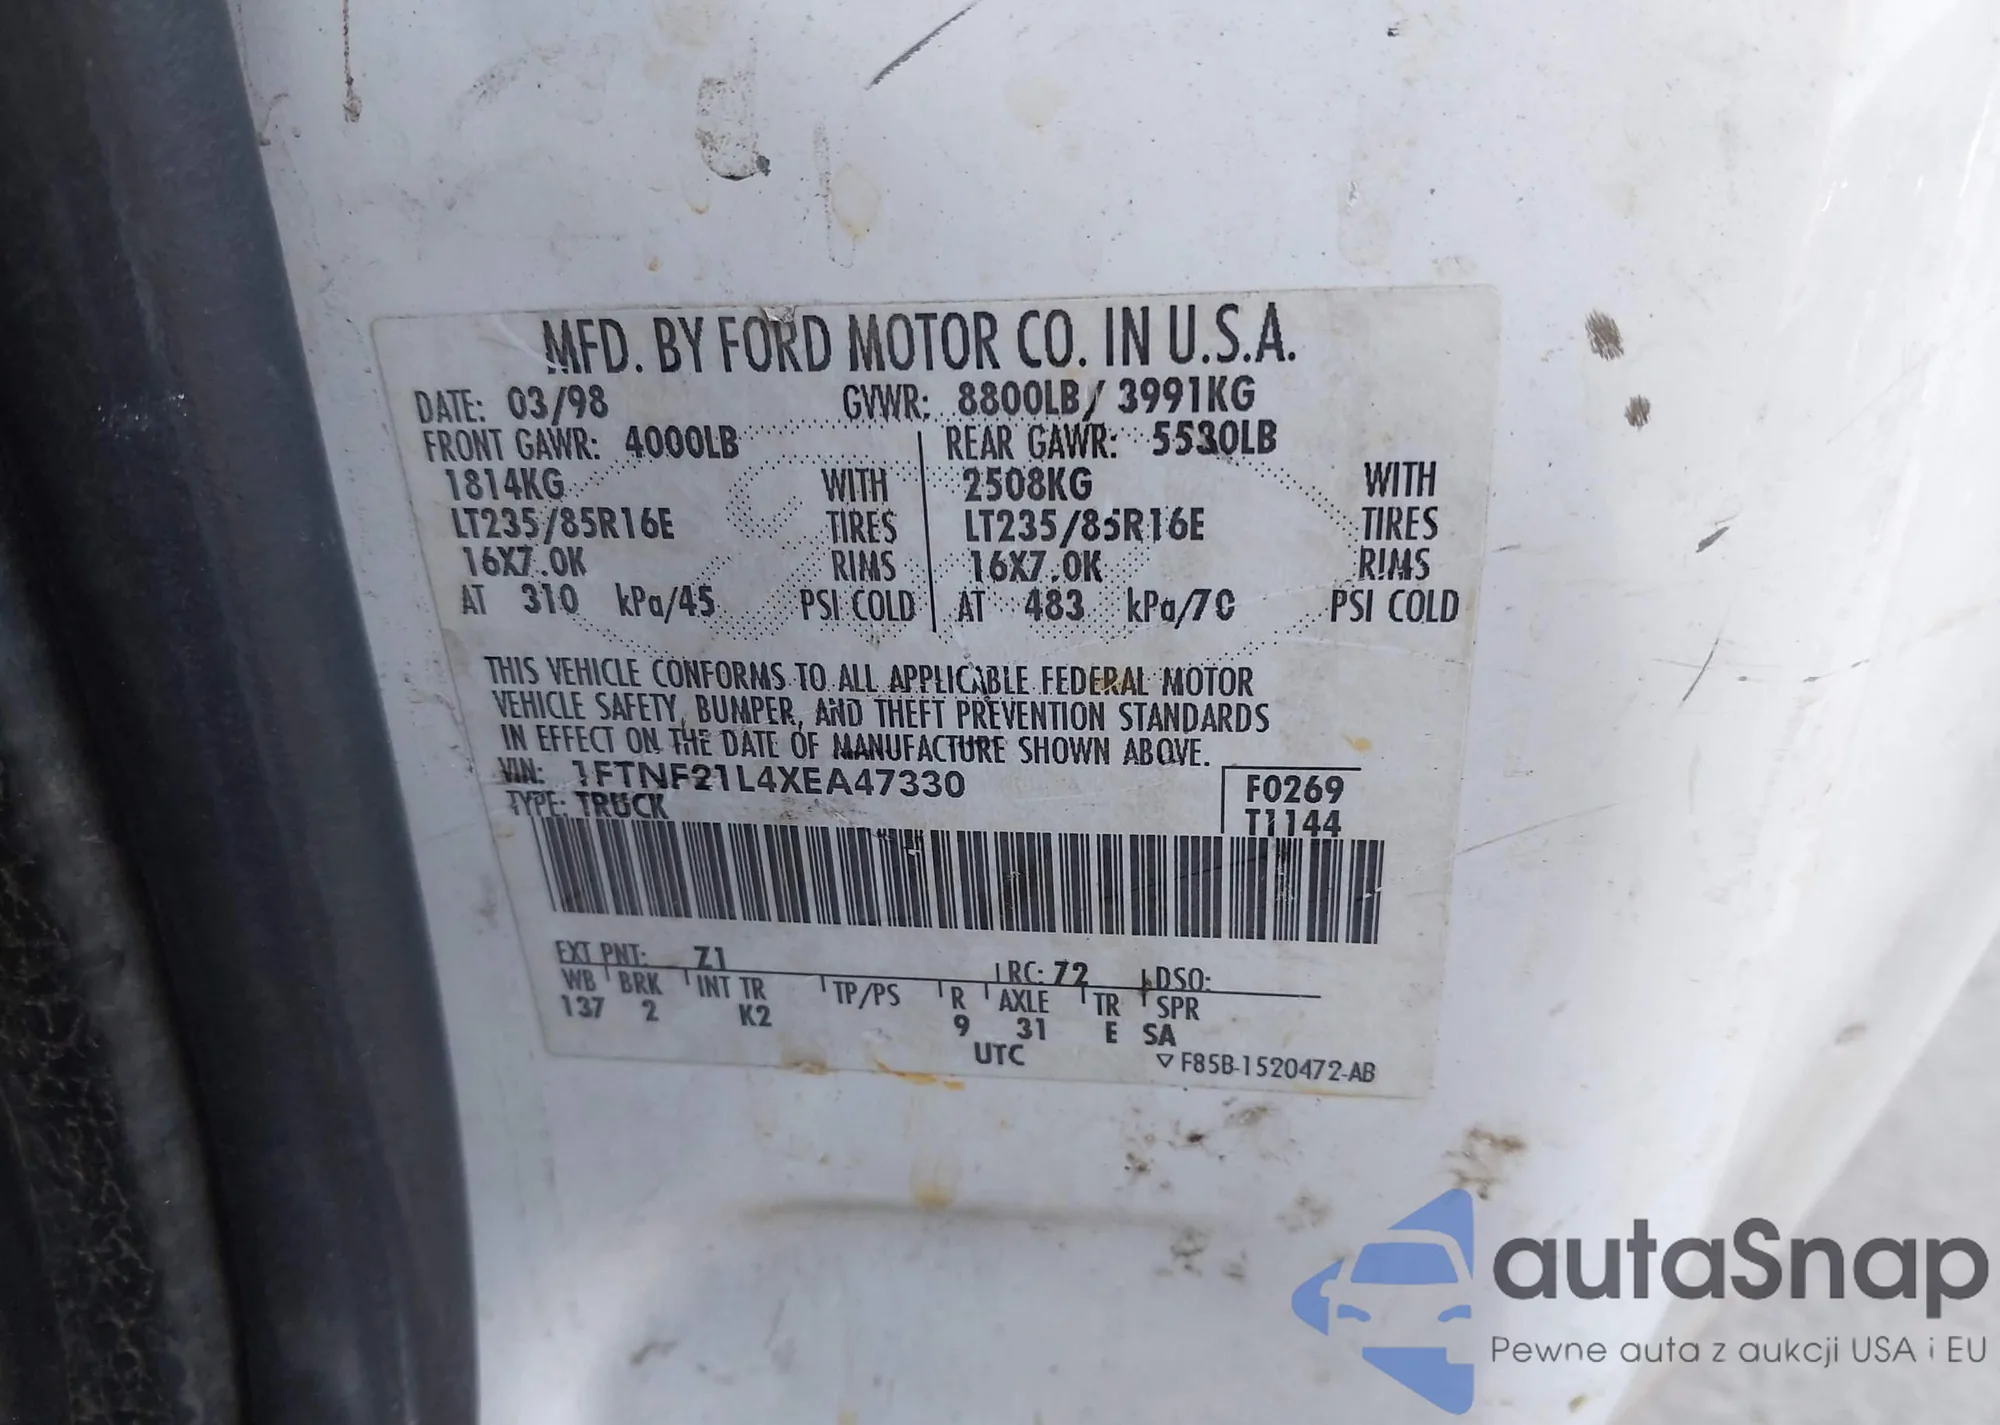 MFD. BY FORD MOTOR CO. IN U.S.A.
DATE: 03/98 GVWR: 8800LB/ 3991KG
FRONT GAWR: 4000LB REAR GAWR: 5530LB
1814KG WITH 2508KG WITH
LT235/85R16E TIRES LT235/85R16E TIRES
16X7.0K RIMS 16X7.0K RIMS
AT 310 kPa/45 PSI COLD AT 483 kPa/70 PSI COLD
THIS VEHICLE CONFORMS TO ALL APPLICABLE FEDERAL MOTOR
VEHICLE SAFETY, BUMPER, AND THEFT PREVENTION STANDARDS
IN EFFECT ON THE DATE OF MANUFACTURE SHOWN ABOVE.
VIN: 1FTNF21L4XEA47330 F0269
TYPE: TRUCK T1144
EXT PNT: Z1 RC: 72 DSO:
WB BRK INT TR TP/PS R AXLE TR SPR
137 2 K2 9 31 E SA
UTC
▽ F85B-1520472-AB
autaSnap
Pewne auta z aukcji USA i EU